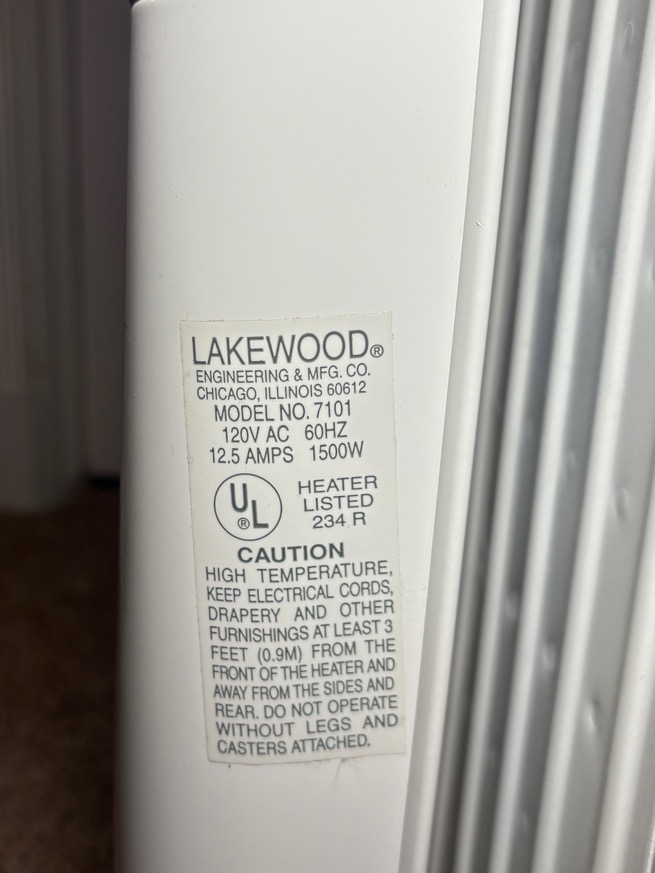 LAKEWOOD®
ENGINEERING & MFG. CO.
CHICAGO, ILLINOIS 60612
MODEL NO. 7101
120V AC 60HZ
12.5 AMPS 1500W
UL®
HEATER
LISTED
234 R
CAUTION
HIGH TEMPERATURE,
KEEP ELECTRICAL CORDS,
DRAPERY AND OTHER
FURNISHINGS AT LEAST 3
FEET (0.9M) FROM THE
FRONT OF THE HEATER AND
AWAY FROM THE SIDES AND
REAR. DO NOT OPERATE
WITHOUT LEGS AND
CASTERS ATTACHED.